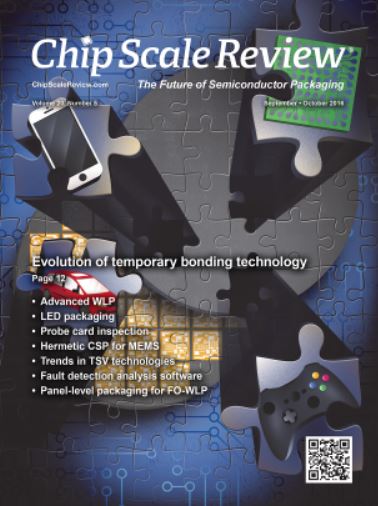 Chip Scale Review
ChipScaleReview.com
The Future of Semiconductor Packaging
Volume 20, Number 5
September • October 2016
Evolution of temporary bonding technology
Page 12
• Advanced WLP
• LED packaging
• Probe card inspection
• Hermetic CSP for MEMS
• Trends in TSV technologies
• Fault detection analysis software
• Panel-level packaging for FO-WLP